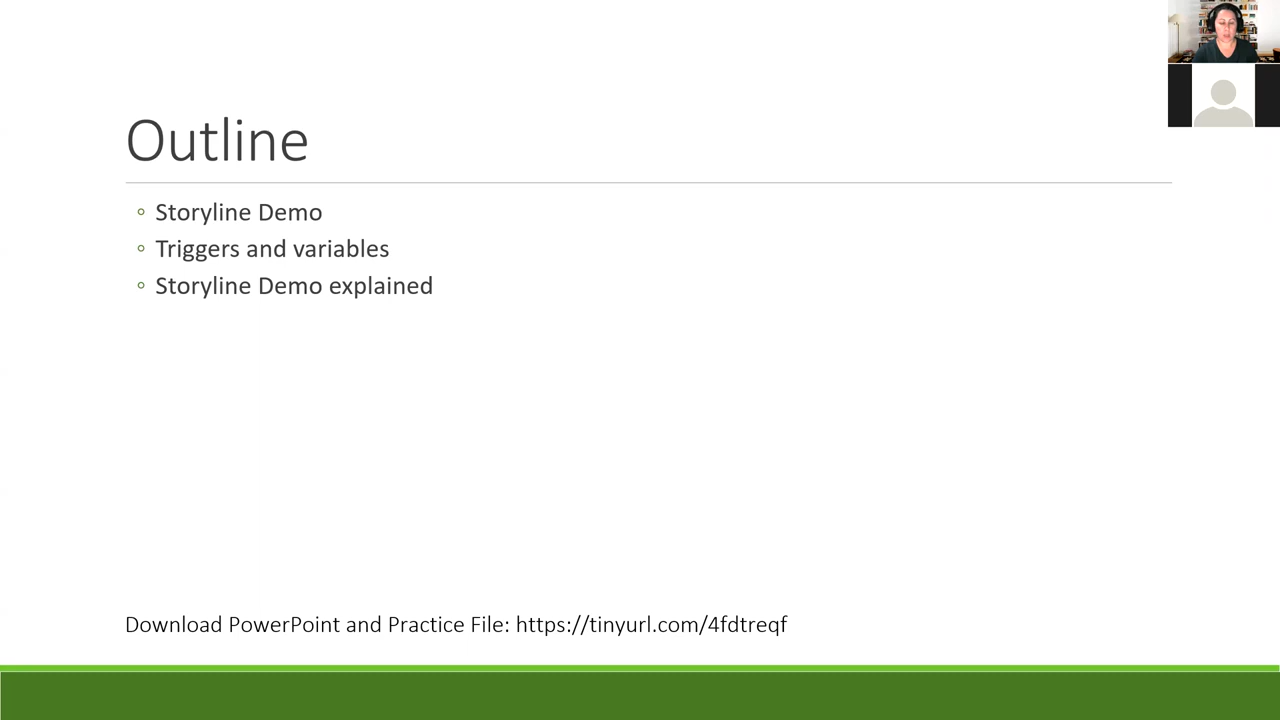 Outline
Storyline Demo
Triggers and variables
Storyline Demo explained
Download PowerPoint and Practice File: https://tinyurl.com/4fdtreqf